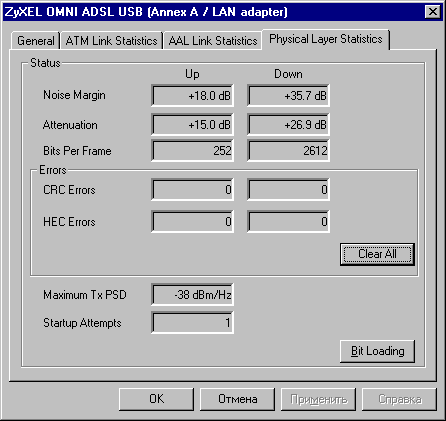 ZyXEL OMNI ADSL USB (Annex A / LAN adapter)
General ATM Link Statistics AAL Link Statistics Physical Layer Statistics
Status
Up Down
Noise Margin +18.0 dB +35.7 dB
Attenuation +15.0 dB +26.9 dB
Bits Per Frame 252 2612
Errors
CRC Errors 0 0
HEC Errors 0 0
Clear All
Maximum Tx PSD -38 dBm/Hz
Startup Attempts 1
Bit Loading
OK Отмена Применить Справка